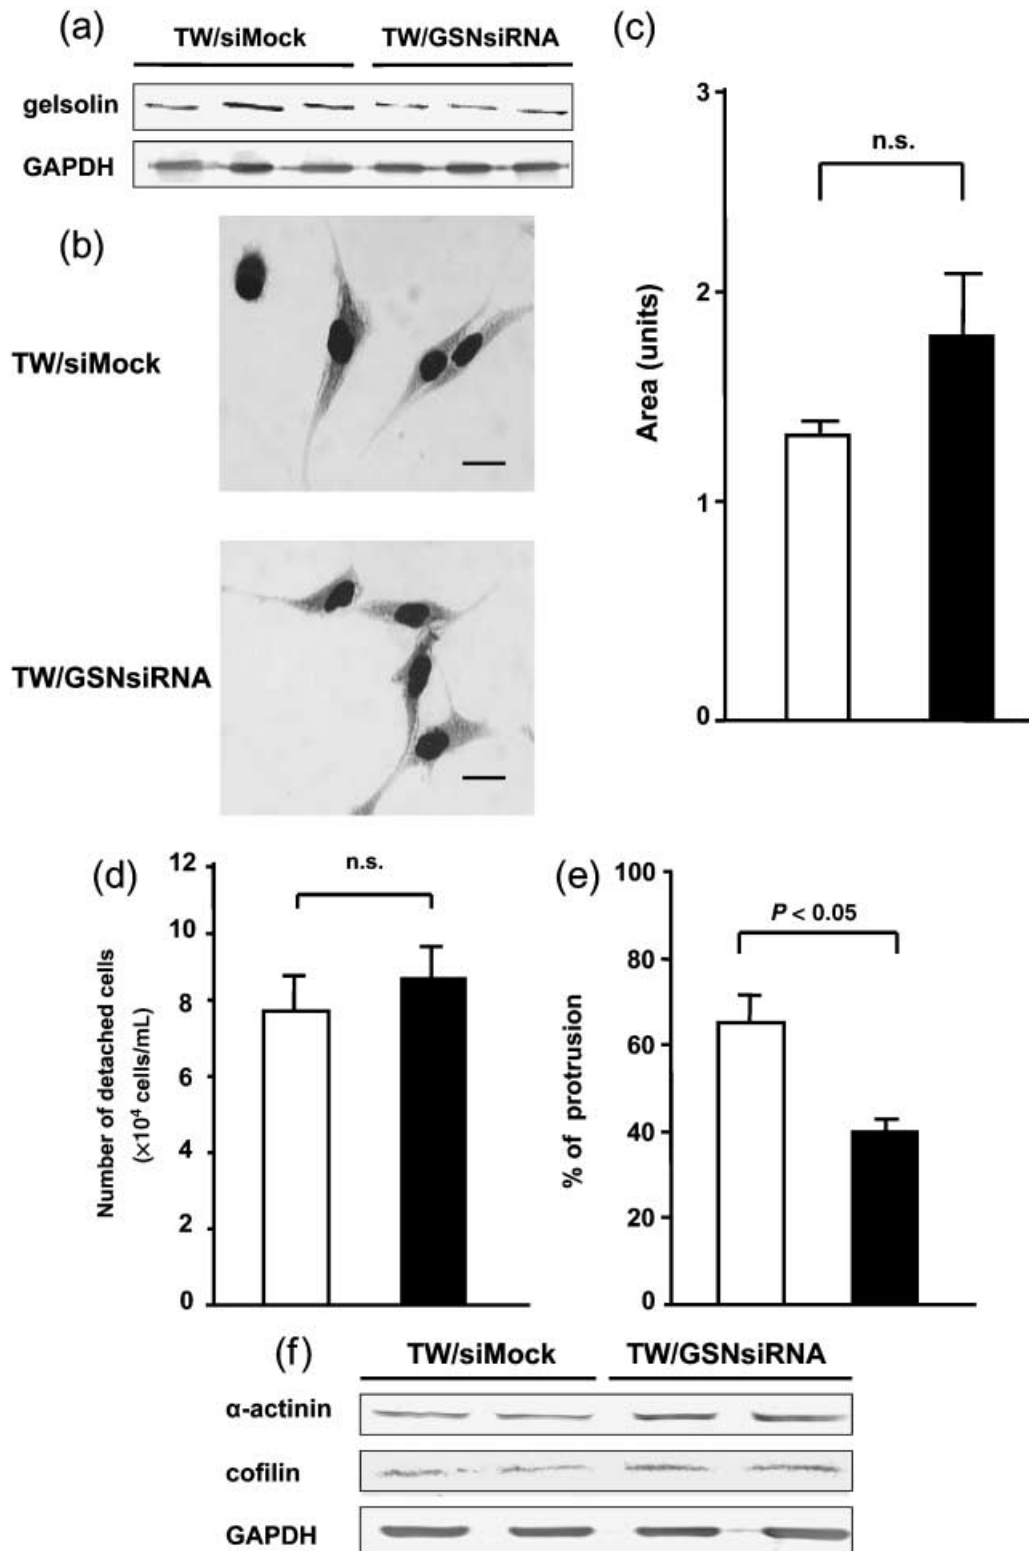 (a)
TW/siMock TW/GSNsiRNA
gelsolin
GAPDH
(b)
TW/siMock
TW/GSNsiRNA
(c)
3
2
1
0
Area (units)
n.s.
(d)
12
10
8
6
4
2
0
Number of detached cells
(×10⁴ cells/mL)
n.s.
(e)
100
80
60
40
20
0
% of protrusion
P < 0.05
(f)
TW/siMock TW/GSNsiRNA
α-actinin
cofilin
GAPDH